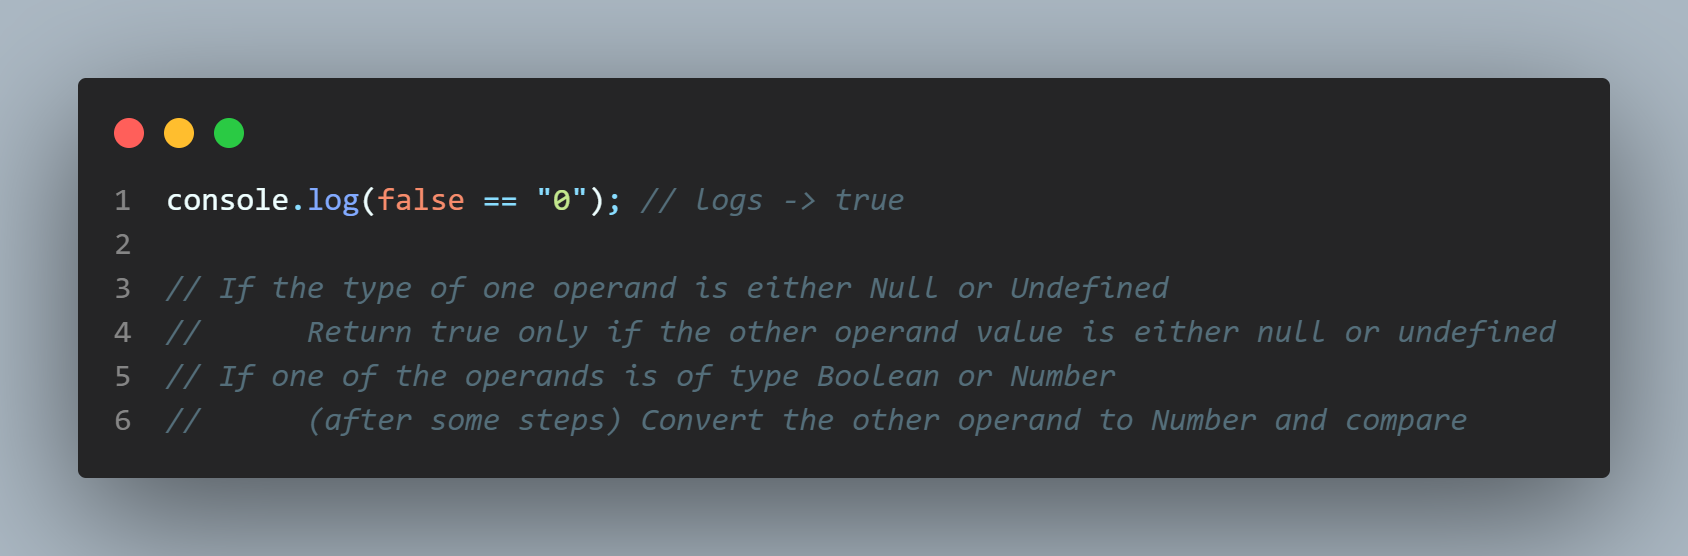 1 console.log(false == "0"); // logs -> true
2
3 // If the type of one operand is either Null or Undefined
4 //      Return true only if the other operand value is either null or undefined
5 // If one of the operands is of type Boolean or Number
6 //      (after some steps) Convert the other operand to Number and compare